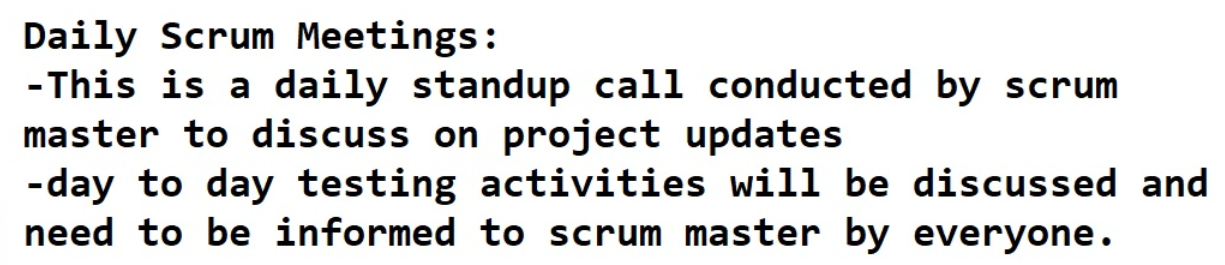 Daily Scrum Meetings:
-This is a daily standup call conducted by scrum
master to discuss on project updates
-day to day testing activities will be discussed and
need to be informed to scrum master by everyone.